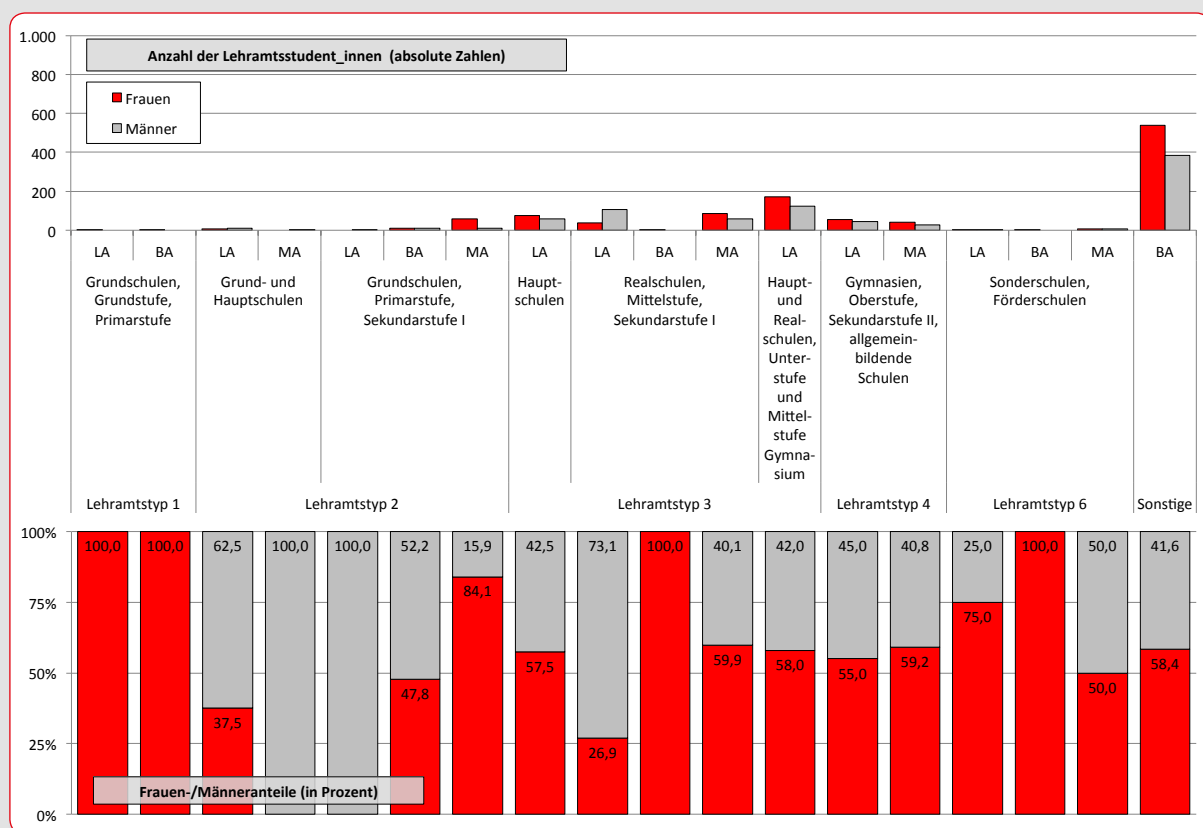 1.000
800
600
400
200
0
Anzahl der Lehramtsstudent_innen (absolute Zahlen)
Frauen
Männer
LA BA LA MA LA BA MA LA LA BA MA LA LA MA LA BA MA BA
Grundschulen,
Grundstufe,
Primarstufe
Grund- und
Hauptschulen
Grundschulen,
Primarstufe,
Sekundarstufe I
Haupt-
schulen
Realschulen,
Mittelstufe,
Sekundarstufe I
Haupt-
und
Real-
schulen,
Unter-
stufe
und
Mittel-
stufe
Gymna-
sium
Gymnasien,
Oberstufe,
Sekundarstufe II,
allgemein-
bildende
Schulen
Sonderschulen,
Förderschulen
Lehramtstyp 1 Lehramtstyp 2 Lehramtstyp 3 Lehramtstyp 4 Lehramtstyp 6 Sonstige
100%
75%
50%
25%
0%
100,0 100,0 62,5 100,0 100,0 52,2 15,9 42,5 73,1 100,0 40,1 42,0 45,0 40,8 25,0 100,0 50,0 41,6
37,5 47,8 84,1 57,5 26,9 59,9 58,0 55,0 59,2 75,0 50,0 58,4
Frauen-/Männeranteile (in Prozent)